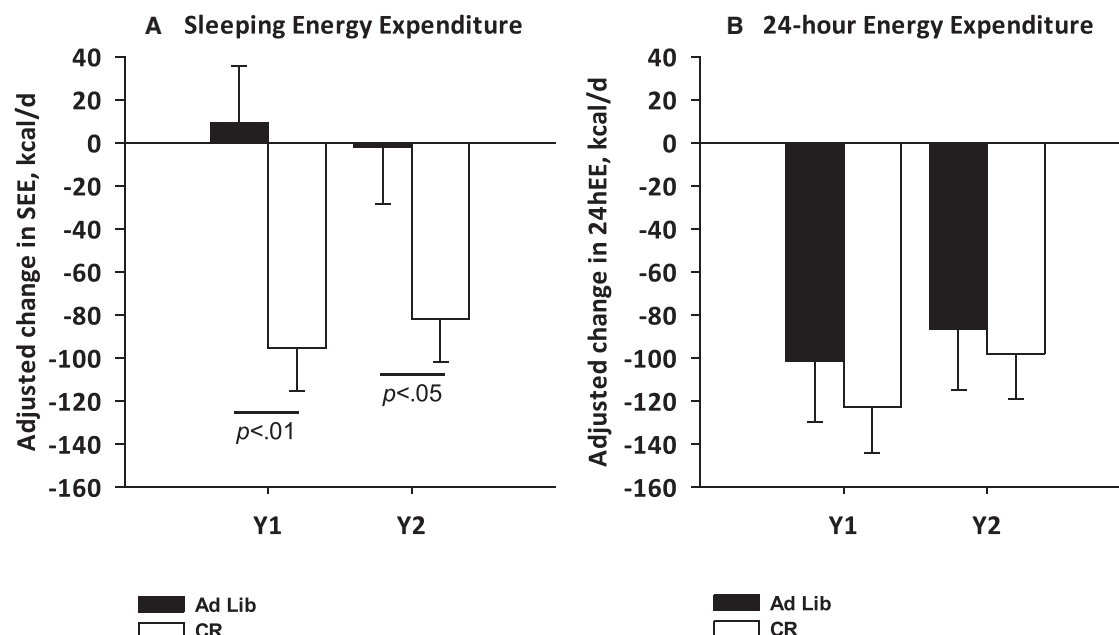 A Sleeping Energy Expenditure
Adjusted change in SEE, kcal/d
40
20
0
-20
-40
-60
-80
-100
-120
-140
-160
p<.01
p<.05
Y1 Y2
Ad Lib
CR
B 24-hour Energy Expenditure
Adjusted change in 24hEE, kcal/d
40
20
0
-20
-40
-60
-80
-100
-120
-140
-160
Y1 Y2
Ad Lib
CR